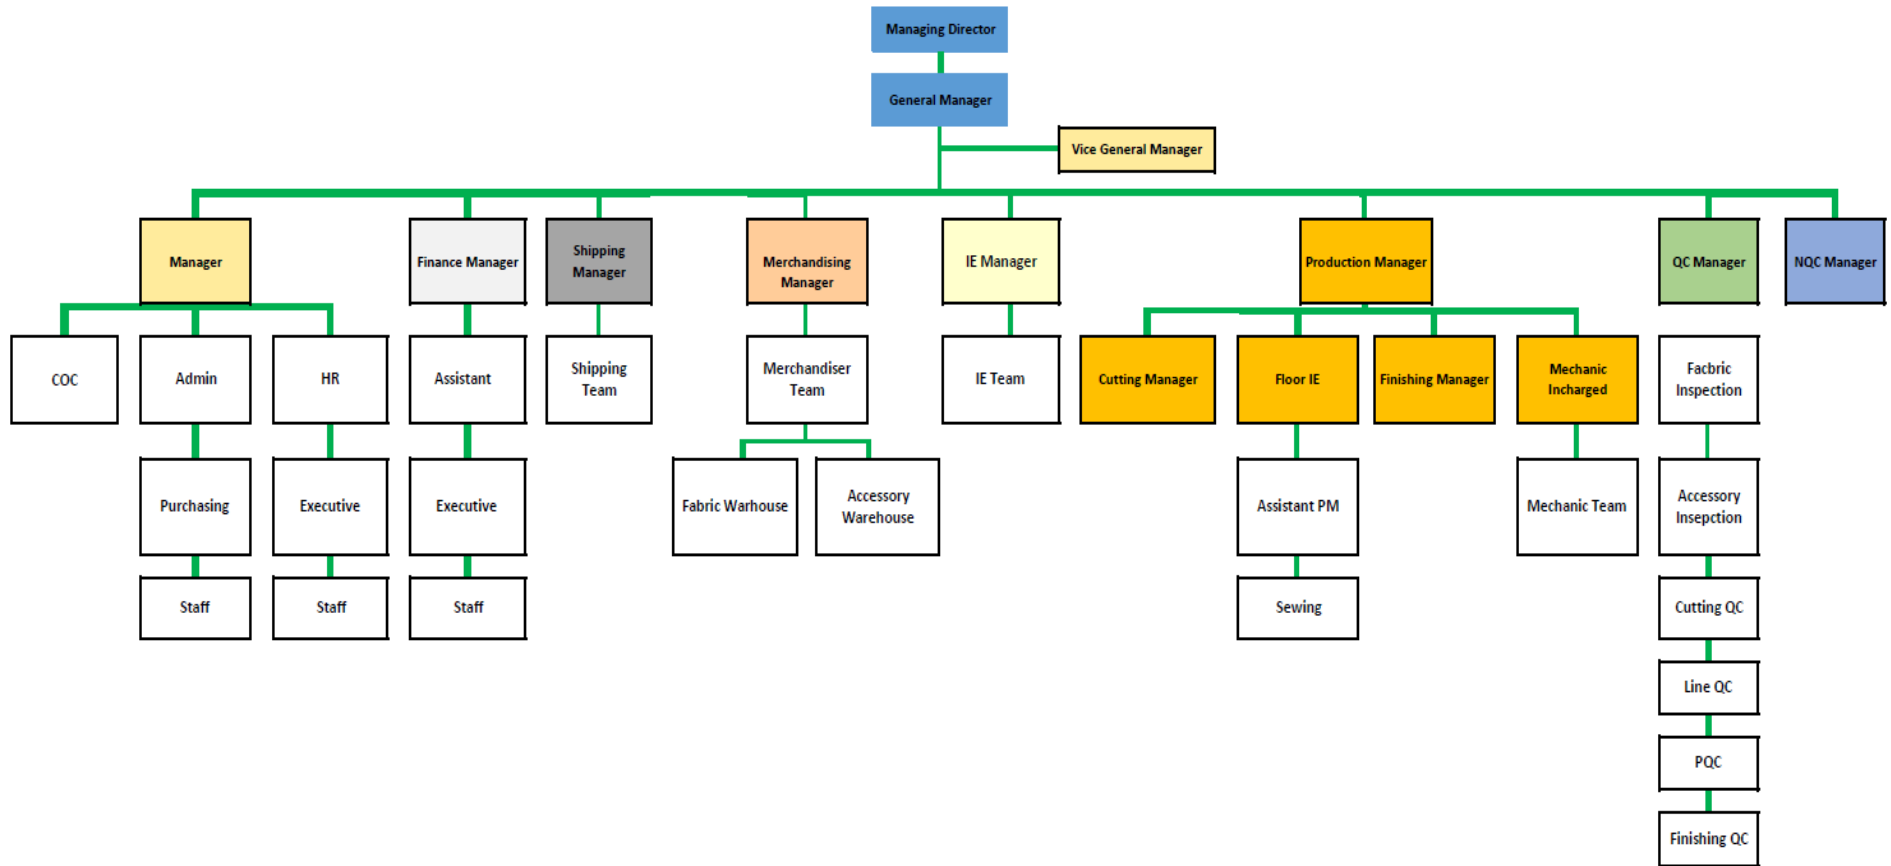 Managing Director
General Manager
Vice General Manager
Manager
Finance Manager
Shipping
Manager
Merchandising
Manager
IE Manager
Production Manager
QC Manager
NQC Manager
COC
Admin
HR
Assistant
Shipping
Team
Merchandiser
Team
IE Team
Cutting Manager
Floor IE
Finishing Manager
Mechanic
Incharged
Facbric
Inspection
Purchasing
Executive
Executive
Fabric Warhouse
Accessory
Warehouse
Assistant PM
Mechanic Team
Accessory
Insepction
Staff
Staff
Staff
Sewing
Cutting QC
Line QC
PQC
Finishing QC